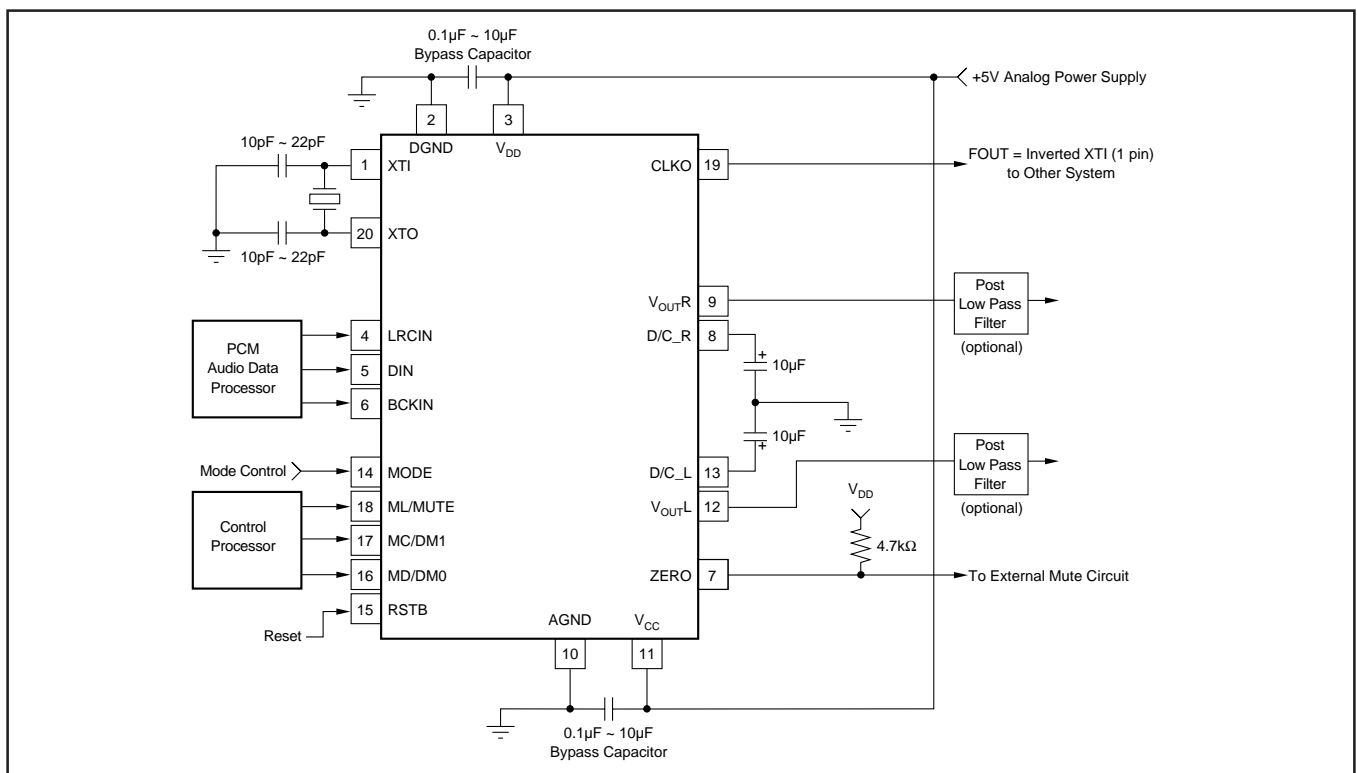 0.1µF ~ 10µF
Bypass Capacitor
+5V Analog Power Supply
2
3
DGND
VDD
10pF ~ 22pF
1
XTI
CLKO
19
FOUT = Inverted XTI (1 pin)
to Other System
20
XTO
10pF ~ 22pF
VOUTR
9
Post
Low Pass
Filter
(optional)
PCM
Audio Data
Processor
4
LRCIN
5
DIN
6
BCKIN
D/C_R
8
+
10µF
10µF
+
D/C_L
13
Mode Control
14
MODE
VOUTL
12
Post
Low Pass
Filter
(optional)
Control
Processor
18
ML/MUTE
17
MC/DM1
16
MD/DM0
VDD
4.7kΩ
ZERO
7
To External Mute Circuit
15
RSTB
Reset
AGND
VCC
10
11
0.1µF ~ 10µF
Bypass Capacitor